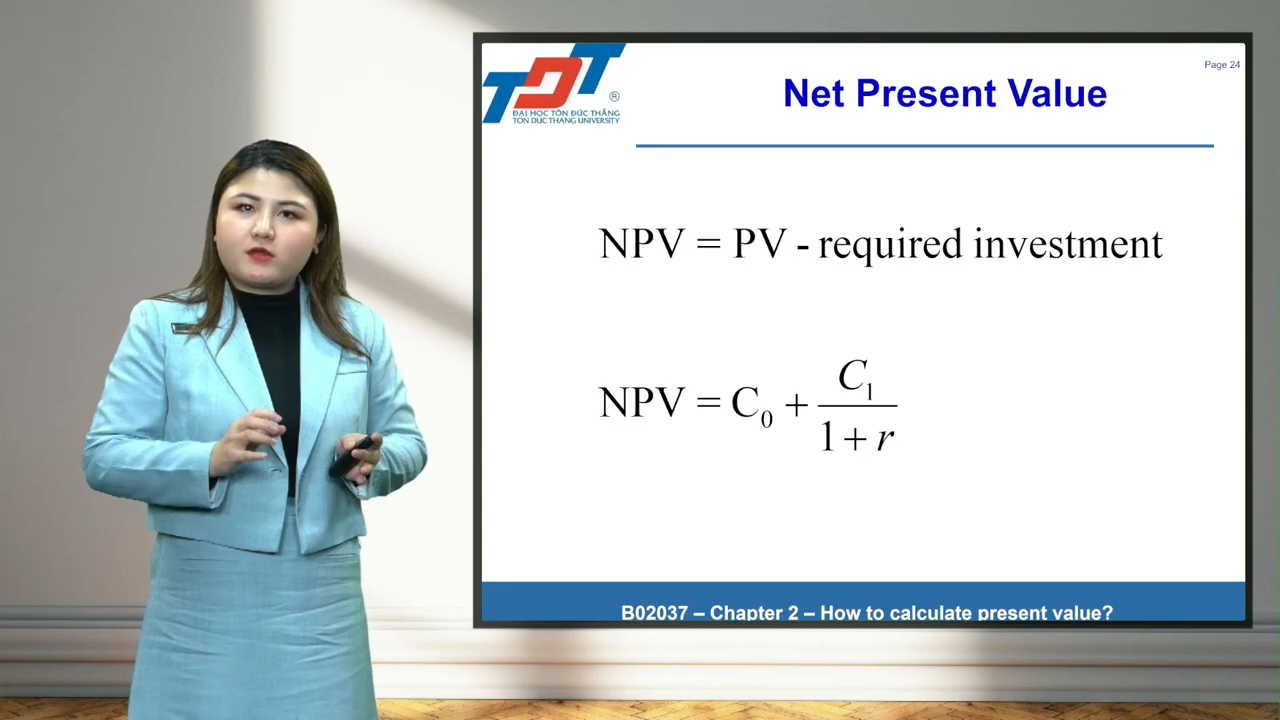 Page 24
TDT
®
ĐẠI HỌC TÔN ĐỨC THẮNG
TON DUC THANG UNIVERSITY
Net Present Value
NPV = PV - required investment
NPV = C₀ + C₁ / (1 + r)
B02037 – Chapter 2 – How to calculate present value?